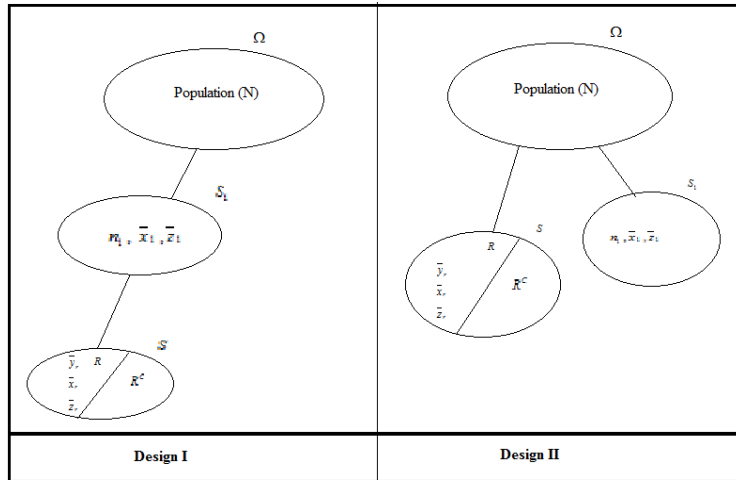 Ω
Population (N)
S₁
n₁, x̄₁, z̄₁
S
ȳᵣ R
x̄ᵣ Rᶜ
z̄ᵣ
Design I
Ω
Population (N)
S₁
n₁, x̄₁, z̄₁
S
R
ȳᵣ
x̄ᵣ Rᶜ
z̄ᵣ
Design II